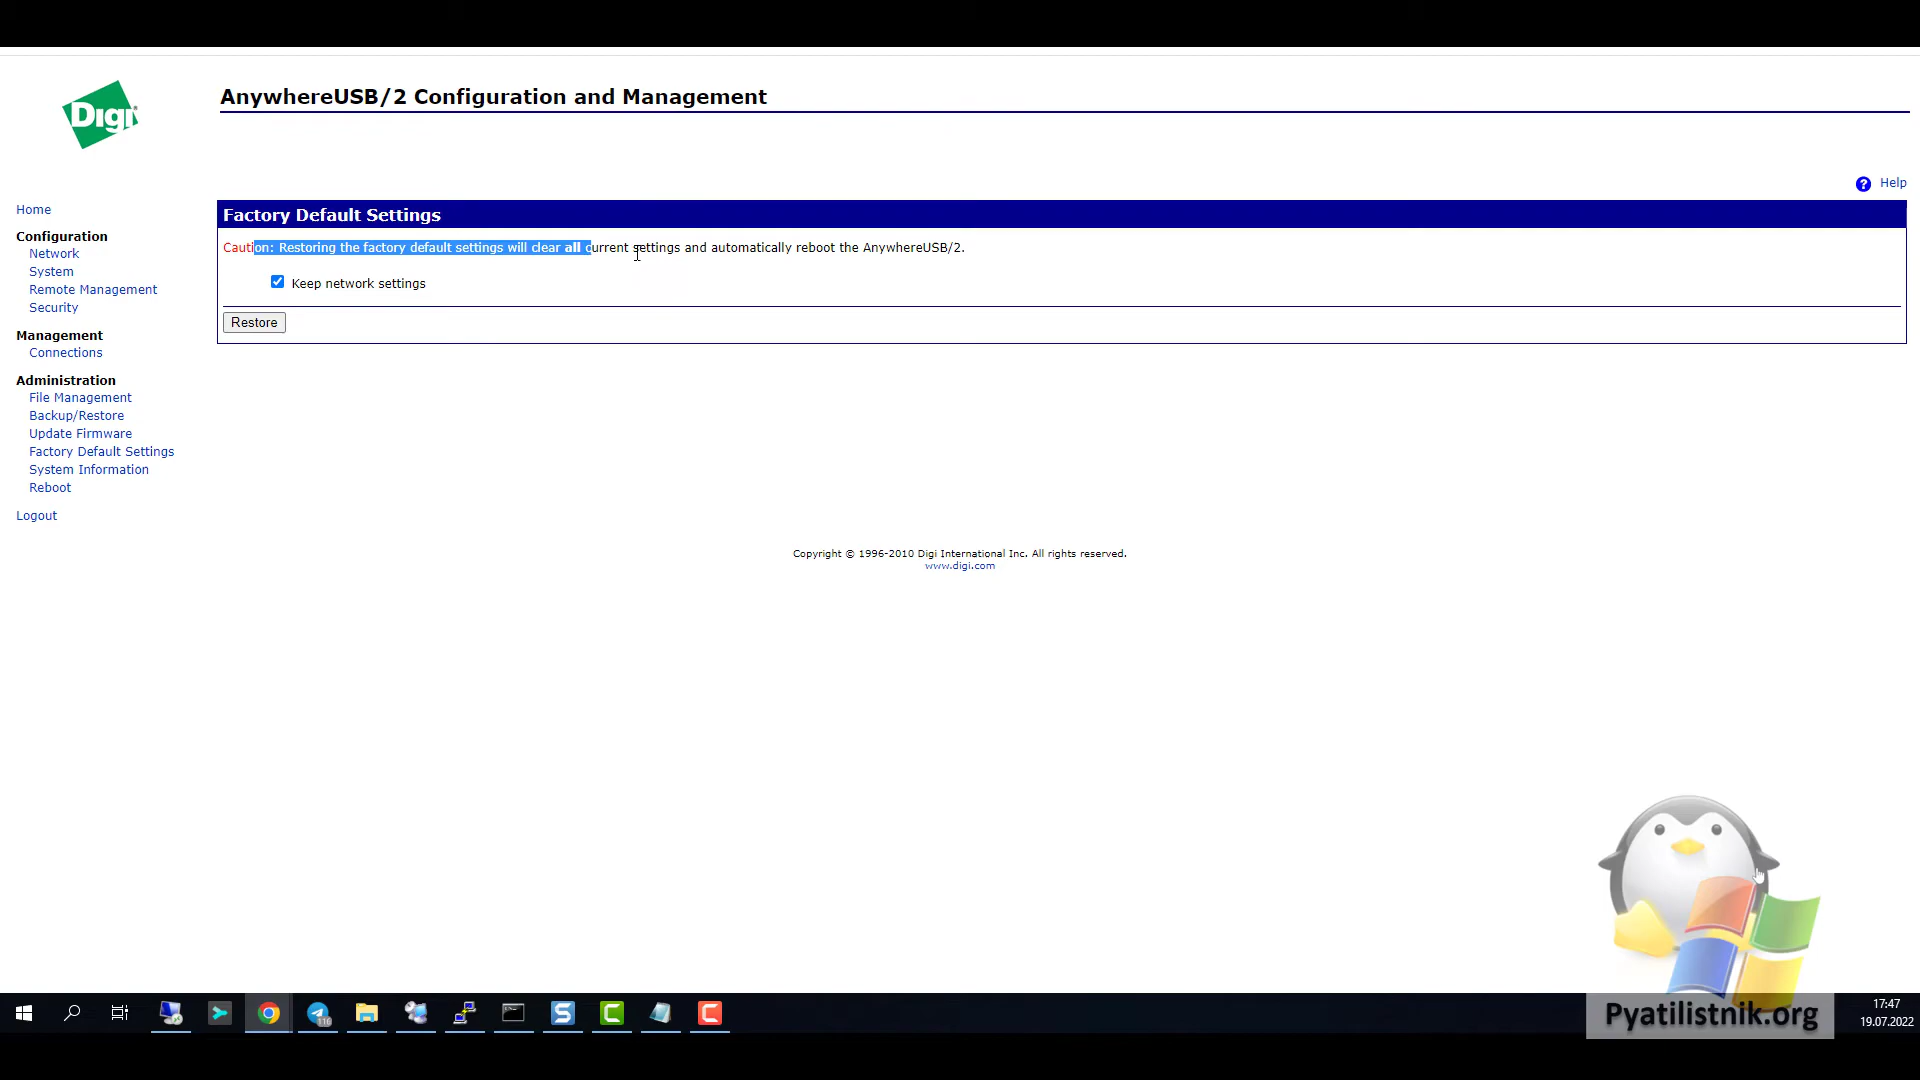 Digi
AnywhereUSB/2 Configuration and Management
Help
Home
Configuration
Network
System
Remote Management
Security
Management
Connections
Administration
File Management
Backup/Restore
Update Firmware
Factory Default Settings
System Information
Reboot
Logout
Factory Default Settings
Caution: Restoring the factory default settings will clear all current settings and automatically reboot the AnywhereUSB/2.
Keep network settings
Restore
Copyright © 1996-2010 Digi International Inc. All rights reserved.
www.digi.com
116
S
C
C
Pyatilistnik.org
17:47
19.07.2022